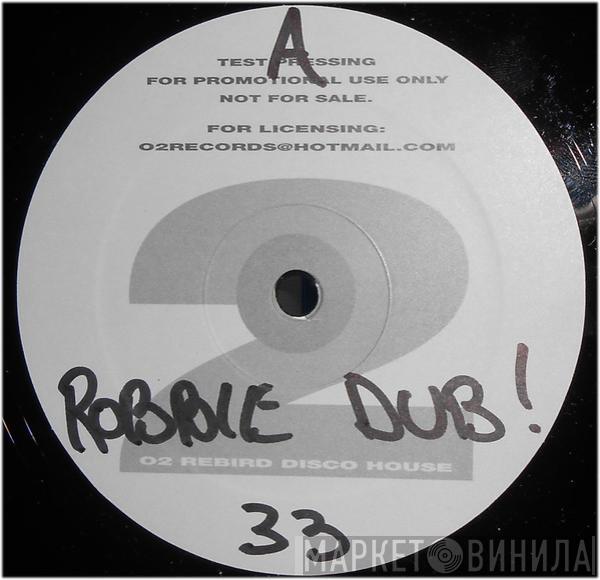 A
TEST PRESSING
FOR PROMOTIONAL USE ONLY
NOT FOR SALE.
FOR LICENSING:
O2RECORDS@HOTMAIL.COM
2
ROBBIE DUB!
O2 REBIRD DISCO HOUSE
33
МАРКЕТ ВИНИЛА